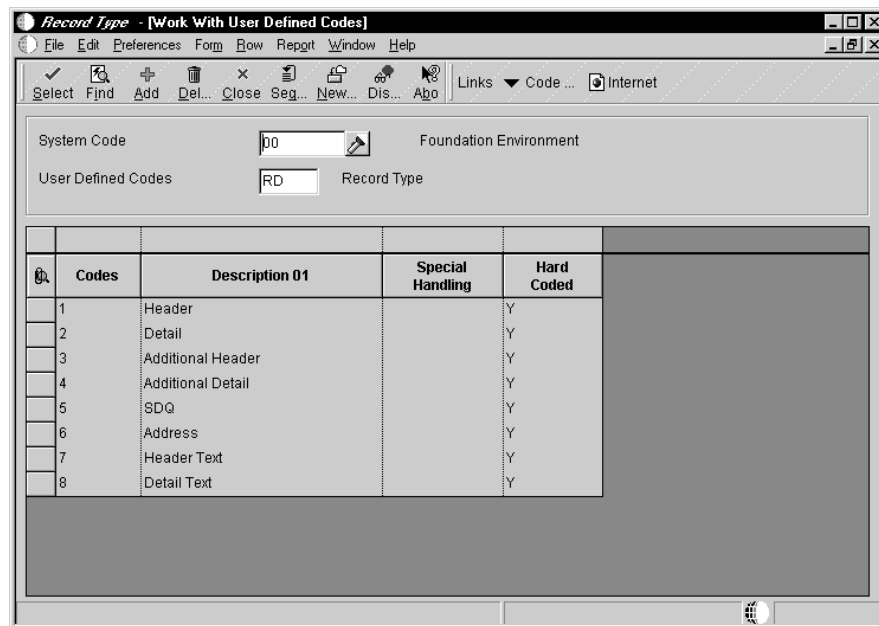 Record Type - [Work With User Defined Codes]
File Edit Preferences Form Row Report Window Help
Select Find Add Del... Close Seq... New... Dis... Abo Links Code ... Internet
System Code 00 Foundation Environment
User Defined Codes RD Record Type
Codes Description 01 Special Handling Hard Coded
1 Header Y
2 Detail Y
3 Additional Header Y
4 Additional Detail Y
5 SDQ Y
6 Address Y
7 Header Text Y
8 Detail Text Y